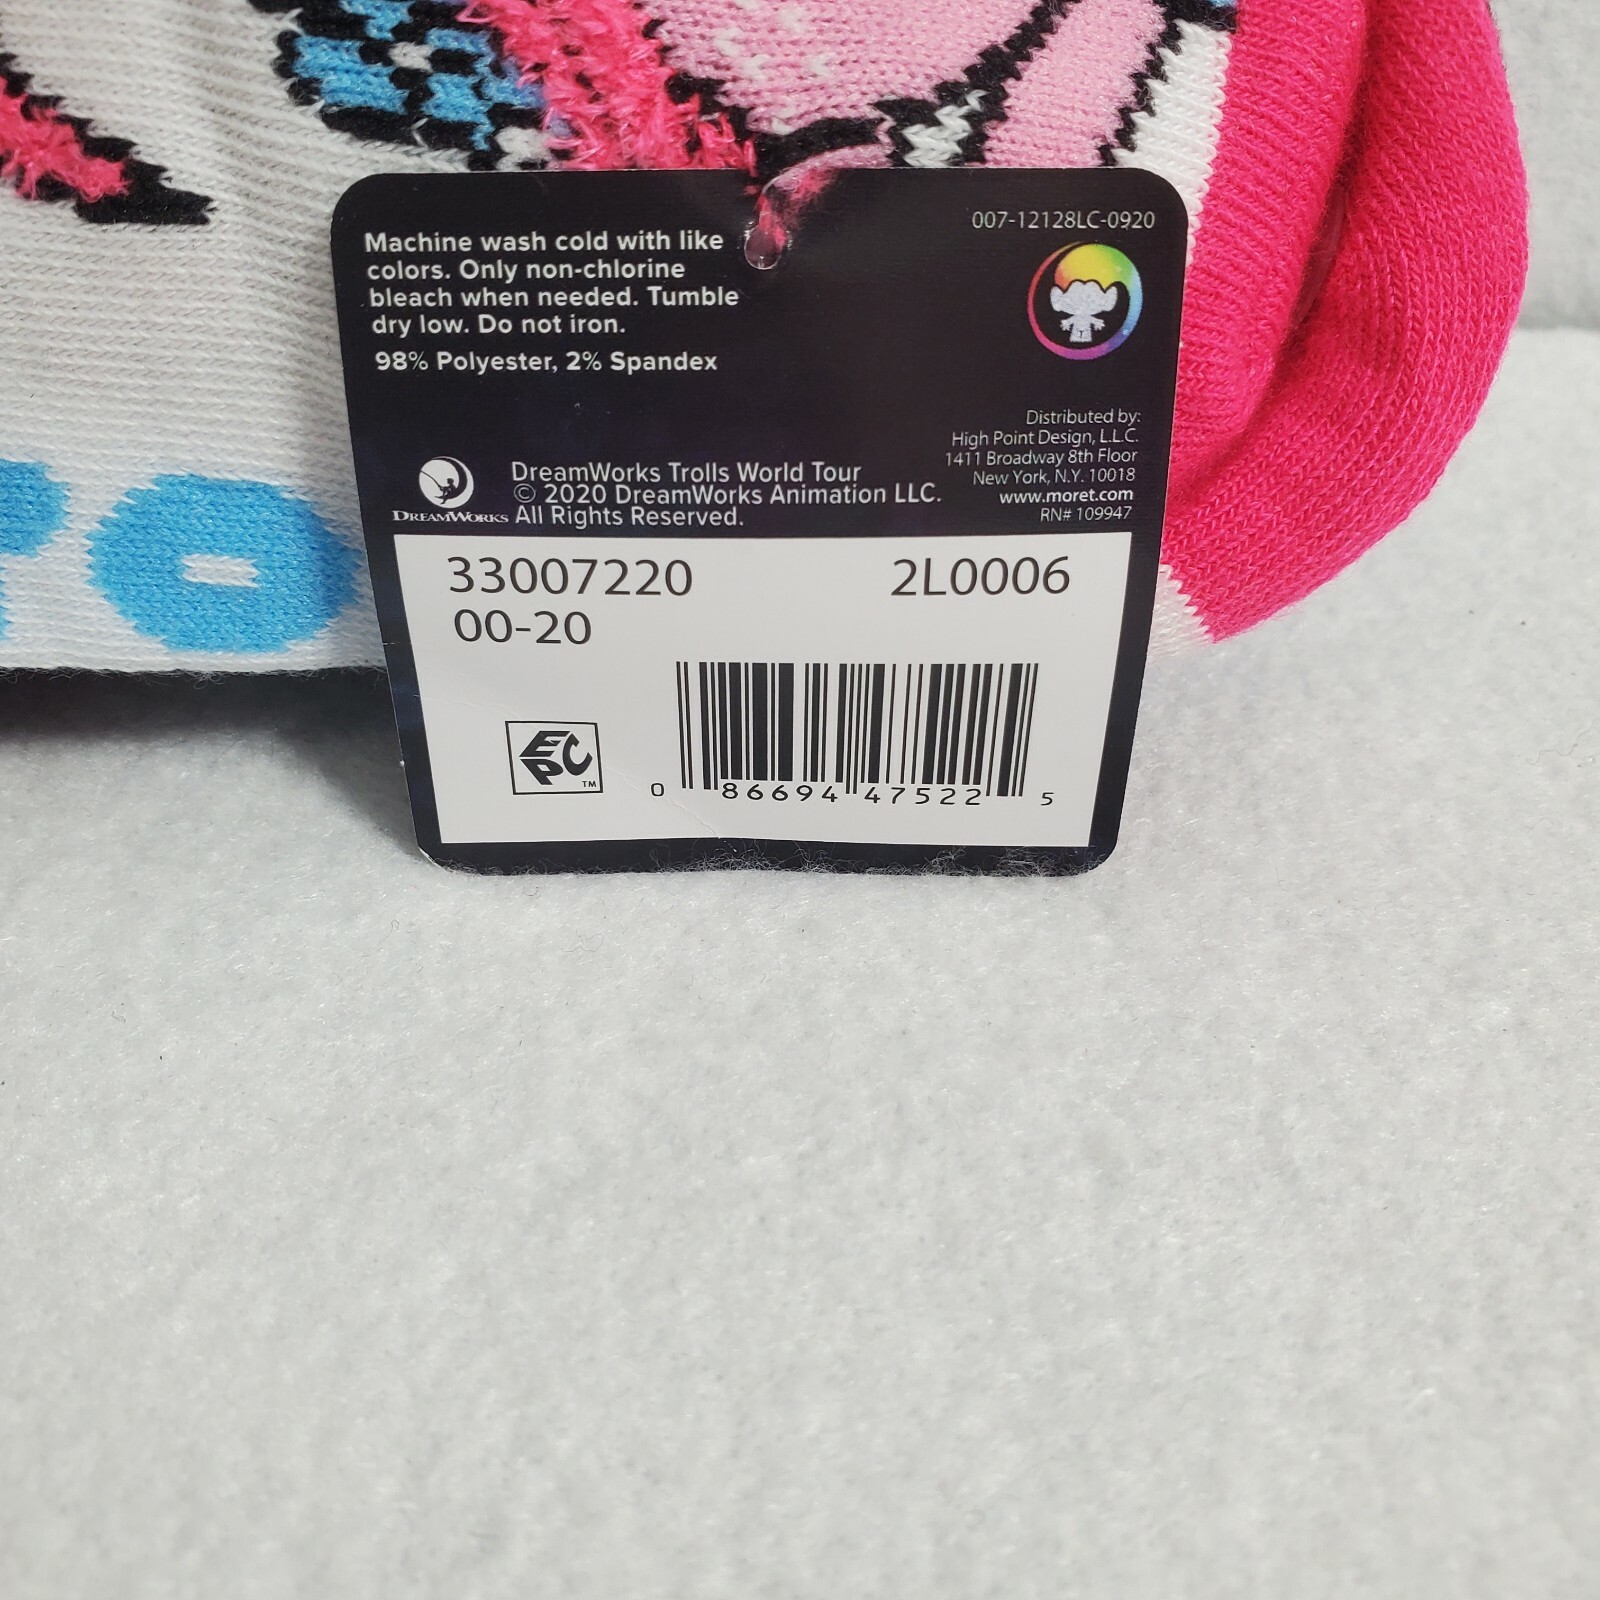 007-12128LC-0920
Machine wash cold with like
colors. Only non-chlorine
bleach when needed. Tumble
dry low. Do not iron.
98% Polyester, 2% Spandex
Distributed by:
High Point Design, L.L.C.
1411 Broadway 8th Floor
New York, N.Y. 10018
www.moret.com
RN# 109947
DREAMWORKS
DreamWorks Trolls World Tour
© 2020 DreamWorks Animation LLC.
All Rights Reserved.
33007220 2L0006
00-20
EPC TM
0 86694 47522 5